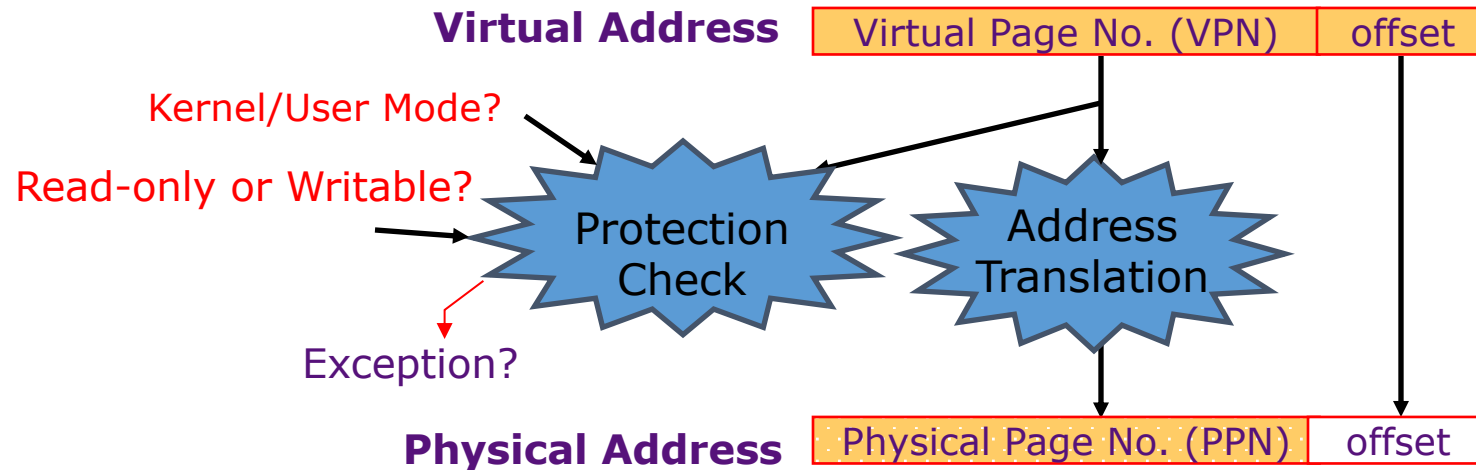 Virtual Address
Virtual Page No. (VPN)
offset
Kernel/User Mode?
Read-only or Writable?
Protection
Check
Address
Translation
Exception?
Physical Address
Physical Page No. (PPN)
offset